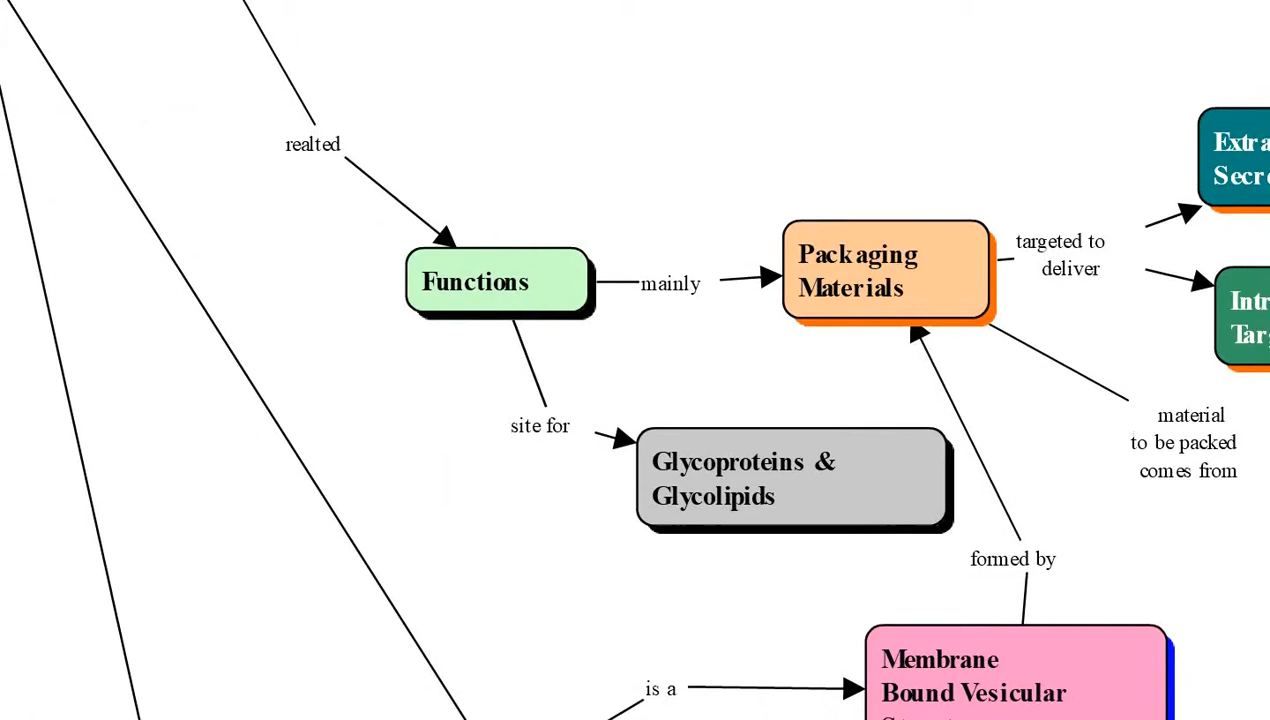 realted
Functions
mainly
Packaging
Materials
targeted to
deliver
site for
Glycoproteins &
Glycolipids
material
to be packed
comes from
formed by
is a
Membrane
Bound Vesicular